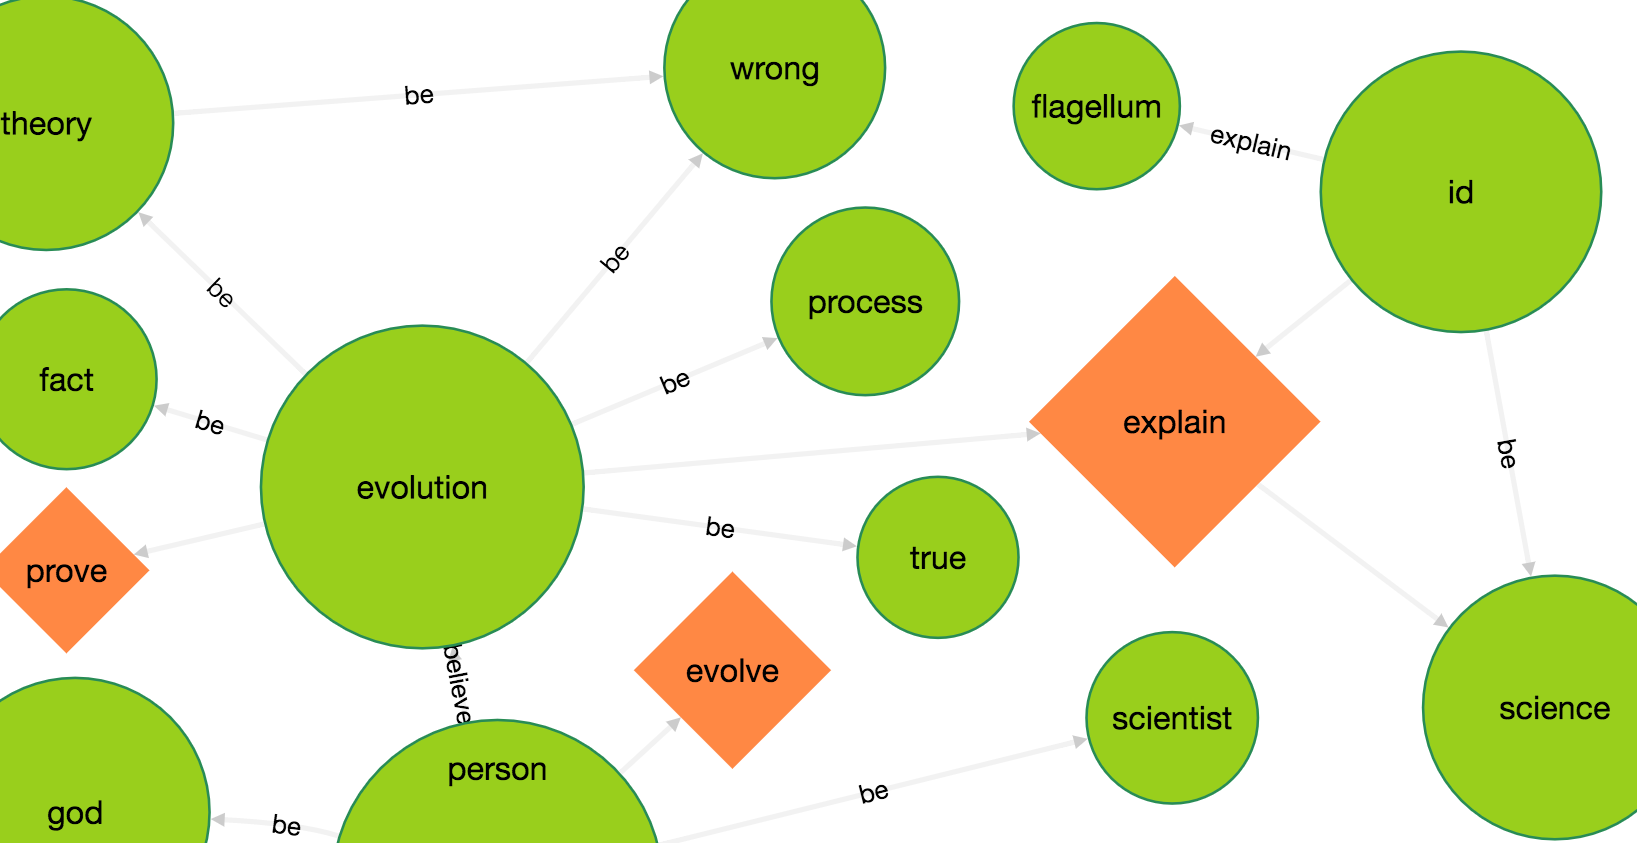 wrong
be
flagellum
theory
explain
id
be
be
process
fact
be
be
explain
be
evolution
be
true
prove
evolve
believe
science
scientist
person
be
god
be